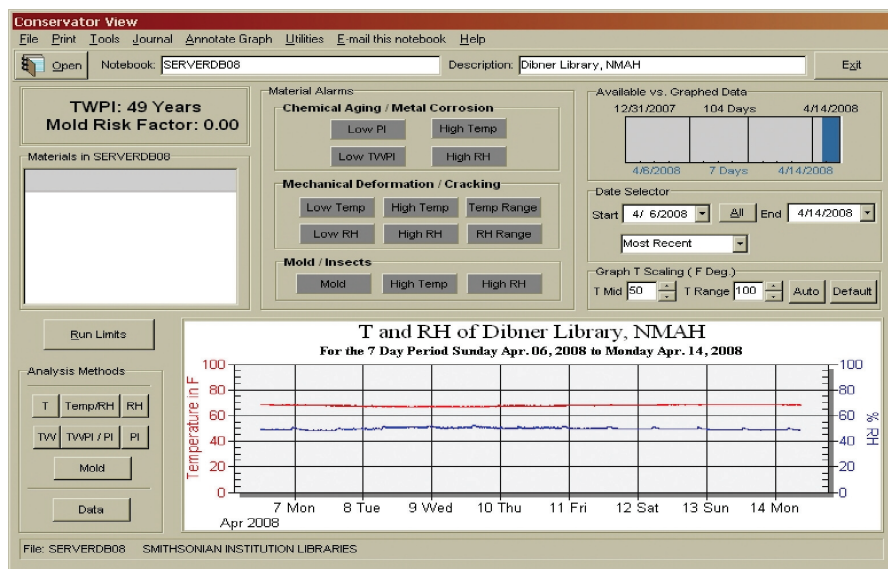 Conservator View
File Print Tools Journal Annotate Graph Utilities E-mail this notebook Help
Open Notebook: SERVERDB08 Description: Dibner Library, NMAH Exit
TWPI: 49 Years
Mold Risk Factor: 0.00
Materials in SERVERDB08
Material Alarms
Chemical Aging / Metal Corrosion
Low PI High Temp
Low TWPI High RH
Mechanical Deformation / Cracking
Low Temp High Temp Temp Range
Low RH High RH RH Range
Mold / Insects
Mold High Temp High RH
Available vs. Graphed Data
12/31/2007 104 Days 4/14/2008
4/6/2008 7 Days 4/14/2008
Date Selector
Start 4/ 6/2008 All End 4/14/2008
Most Recent
Graph T Scaling ( F Deg.)
T Mid 50 T Range 100 Auto Default
Run Limits
Analysis Methods
T Temp/RH RH
TW TWPI / PI PI
Mold
Data
T and RH of Dibner Library, NMAH
For the 7 Day Period Sunday Apr. 06, 2008 to Monday Apr. 14, 2008
Temperature in F
100
80
60
40
20
0
100
80
60
40
20
0
% RH
7 Mon 8 Tue 9 Wed 10 Thu 11 Fri 12 Sat 13 Sun 14 Mon
Apr 2008
File: SERVERDB08 SMITHSONIAN INSTITUTION LIBRARIES